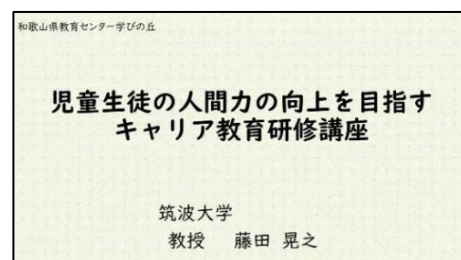 和歌山県教育センター学びの丘
児童生徒の人間力の向上を目指す
キャリア教育研修講座
筑波大学
教授 藤田 晃之